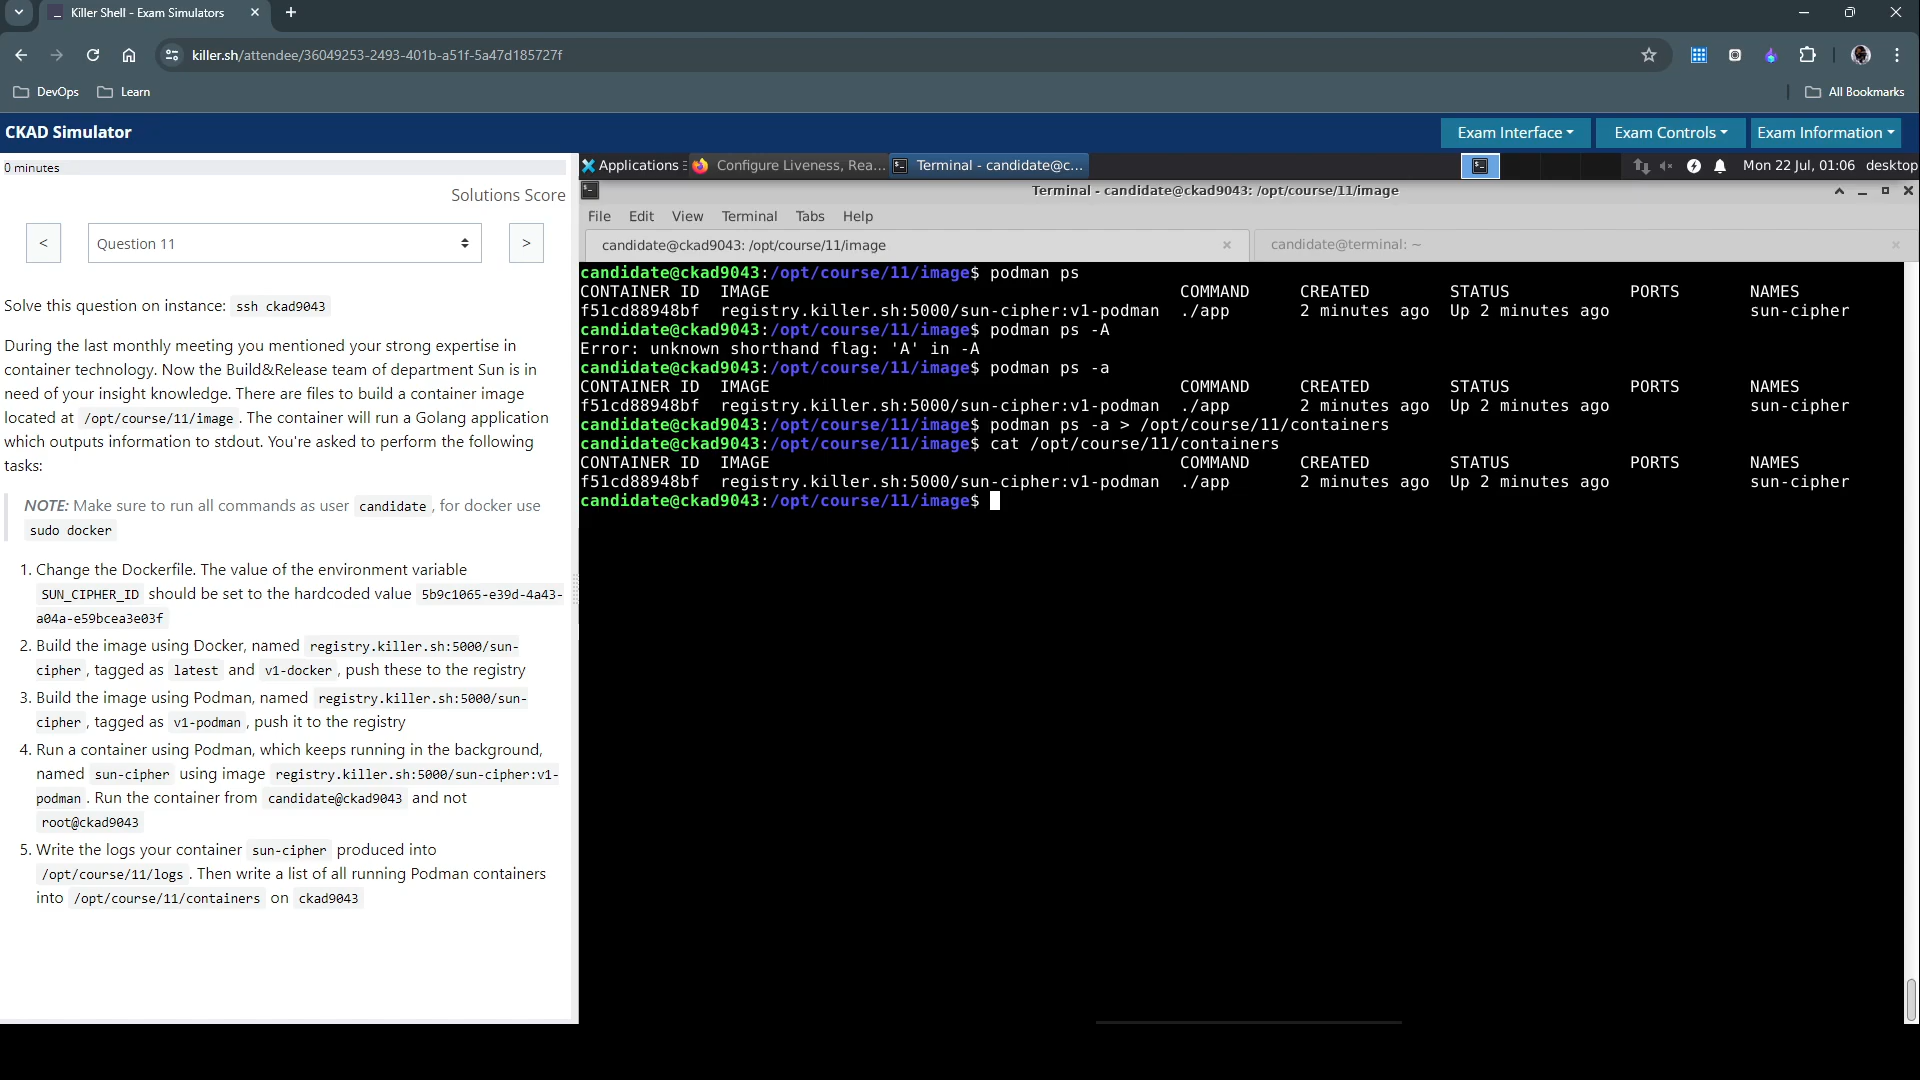 Killer Shell - Exam Simulators
killer.sh/attendee/36049253-2493-401b-a51f-5a47d185727f
DevOps
Learn
All Bookmarks
CKAD Simulator
Exam Interface
Exam Controls
Exam Information
0 minutes
Solutions Score
<
Question 11
>
Solve this question on instance: ssh ckad9043
During the last monthly meeting you mentioned your strong expertise in
container technology. Now the Build&Release team of department Sun is in
need of your insight knowledge. There are files to build a container image
located at /opt/course/11/image . The container will run a Golang application
which outputs information to stdout. You're asked to perform the following
tasks:
NOTE: Make sure to run all commands as user candidate , for docker use
sudo docker
1. Change the Dockerfile. The value of the environment variable
SUN_CIPHER_ID should be set to the hardcoded value 5b9c1065-e39d-4a43-
a04a-e59bcea3e03f
2. Build the image using Docker, named registry.killer.sh:5000/sun-
cipher , tagged as latest and v1-docker , push these to the registry
3. Build the image using Podman, named registry.killer.sh:5000/sun-
cipher , tagged as v1-podman , push it to the registry
4. Run a container using Podman, which keeps running in the background,
named sun-cipher using image registry.killer.sh:5000/sun-cipher:v1-
podman . Run the container from candidate@ckad9043 and not
root@ckad9043
5. Write the logs your container sun-cipher produced into
/opt/course/11/logs . Then write a list of all running Podman containers
into /opt/course/11/containers on ckad9043
Applications
Configure Liveness, Rea...
Terminal - candidate@c...
Mon 22 Jul, 01:06
desktop
Terminal - candidate@ckad9043: /opt/course/11/image
File Edit View Terminal Tabs Help
candidate@ckad9043: /opt/course/11/image
candidate@terminal: ~
candidate@ckad9043:/opt/course/11/image$ podman ps
CONTAINER ID IMAGE COMMAND CREATED STATUS PORTS NAMES
f51cd88948bf registry.killer.sh:5000/sun-cipher:v1-podman ./app 2 minutes ago Up 2 minutes ago sun-cipher
candidate@ckad9043:/opt/course/11/image$ podman ps -A
Error: unknown shorthand flag: 'A' in -A
candidate@ckad9043:/opt/course/11/image$ podman ps -a
CONTAINER ID IMAGE COMMAND CREATED STATUS PORTS NAMES
f51cd88948bf registry.killer.sh:5000/sun-cipher:v1-podman ./app 2 minutes ago Up 2 minutes ago sun-cipher
candidate@ckad9043:/opt/course/11/image$ podman ps -a > /opt/course/11/containers
candidate@ckad9043:/opt/course/11/image$ cat /opt/course/11/containers
CONTAINER ID IMAGE COMMAND CREATED STATUS PORTS NAMES
f51cd88948bf registry.killer.sh:5000/sun-cipher:v1-podman ./app 2 minutes ago Up 2 minutes ago sun-cipher
candidate@ckad9043:/opt/course/11/image$